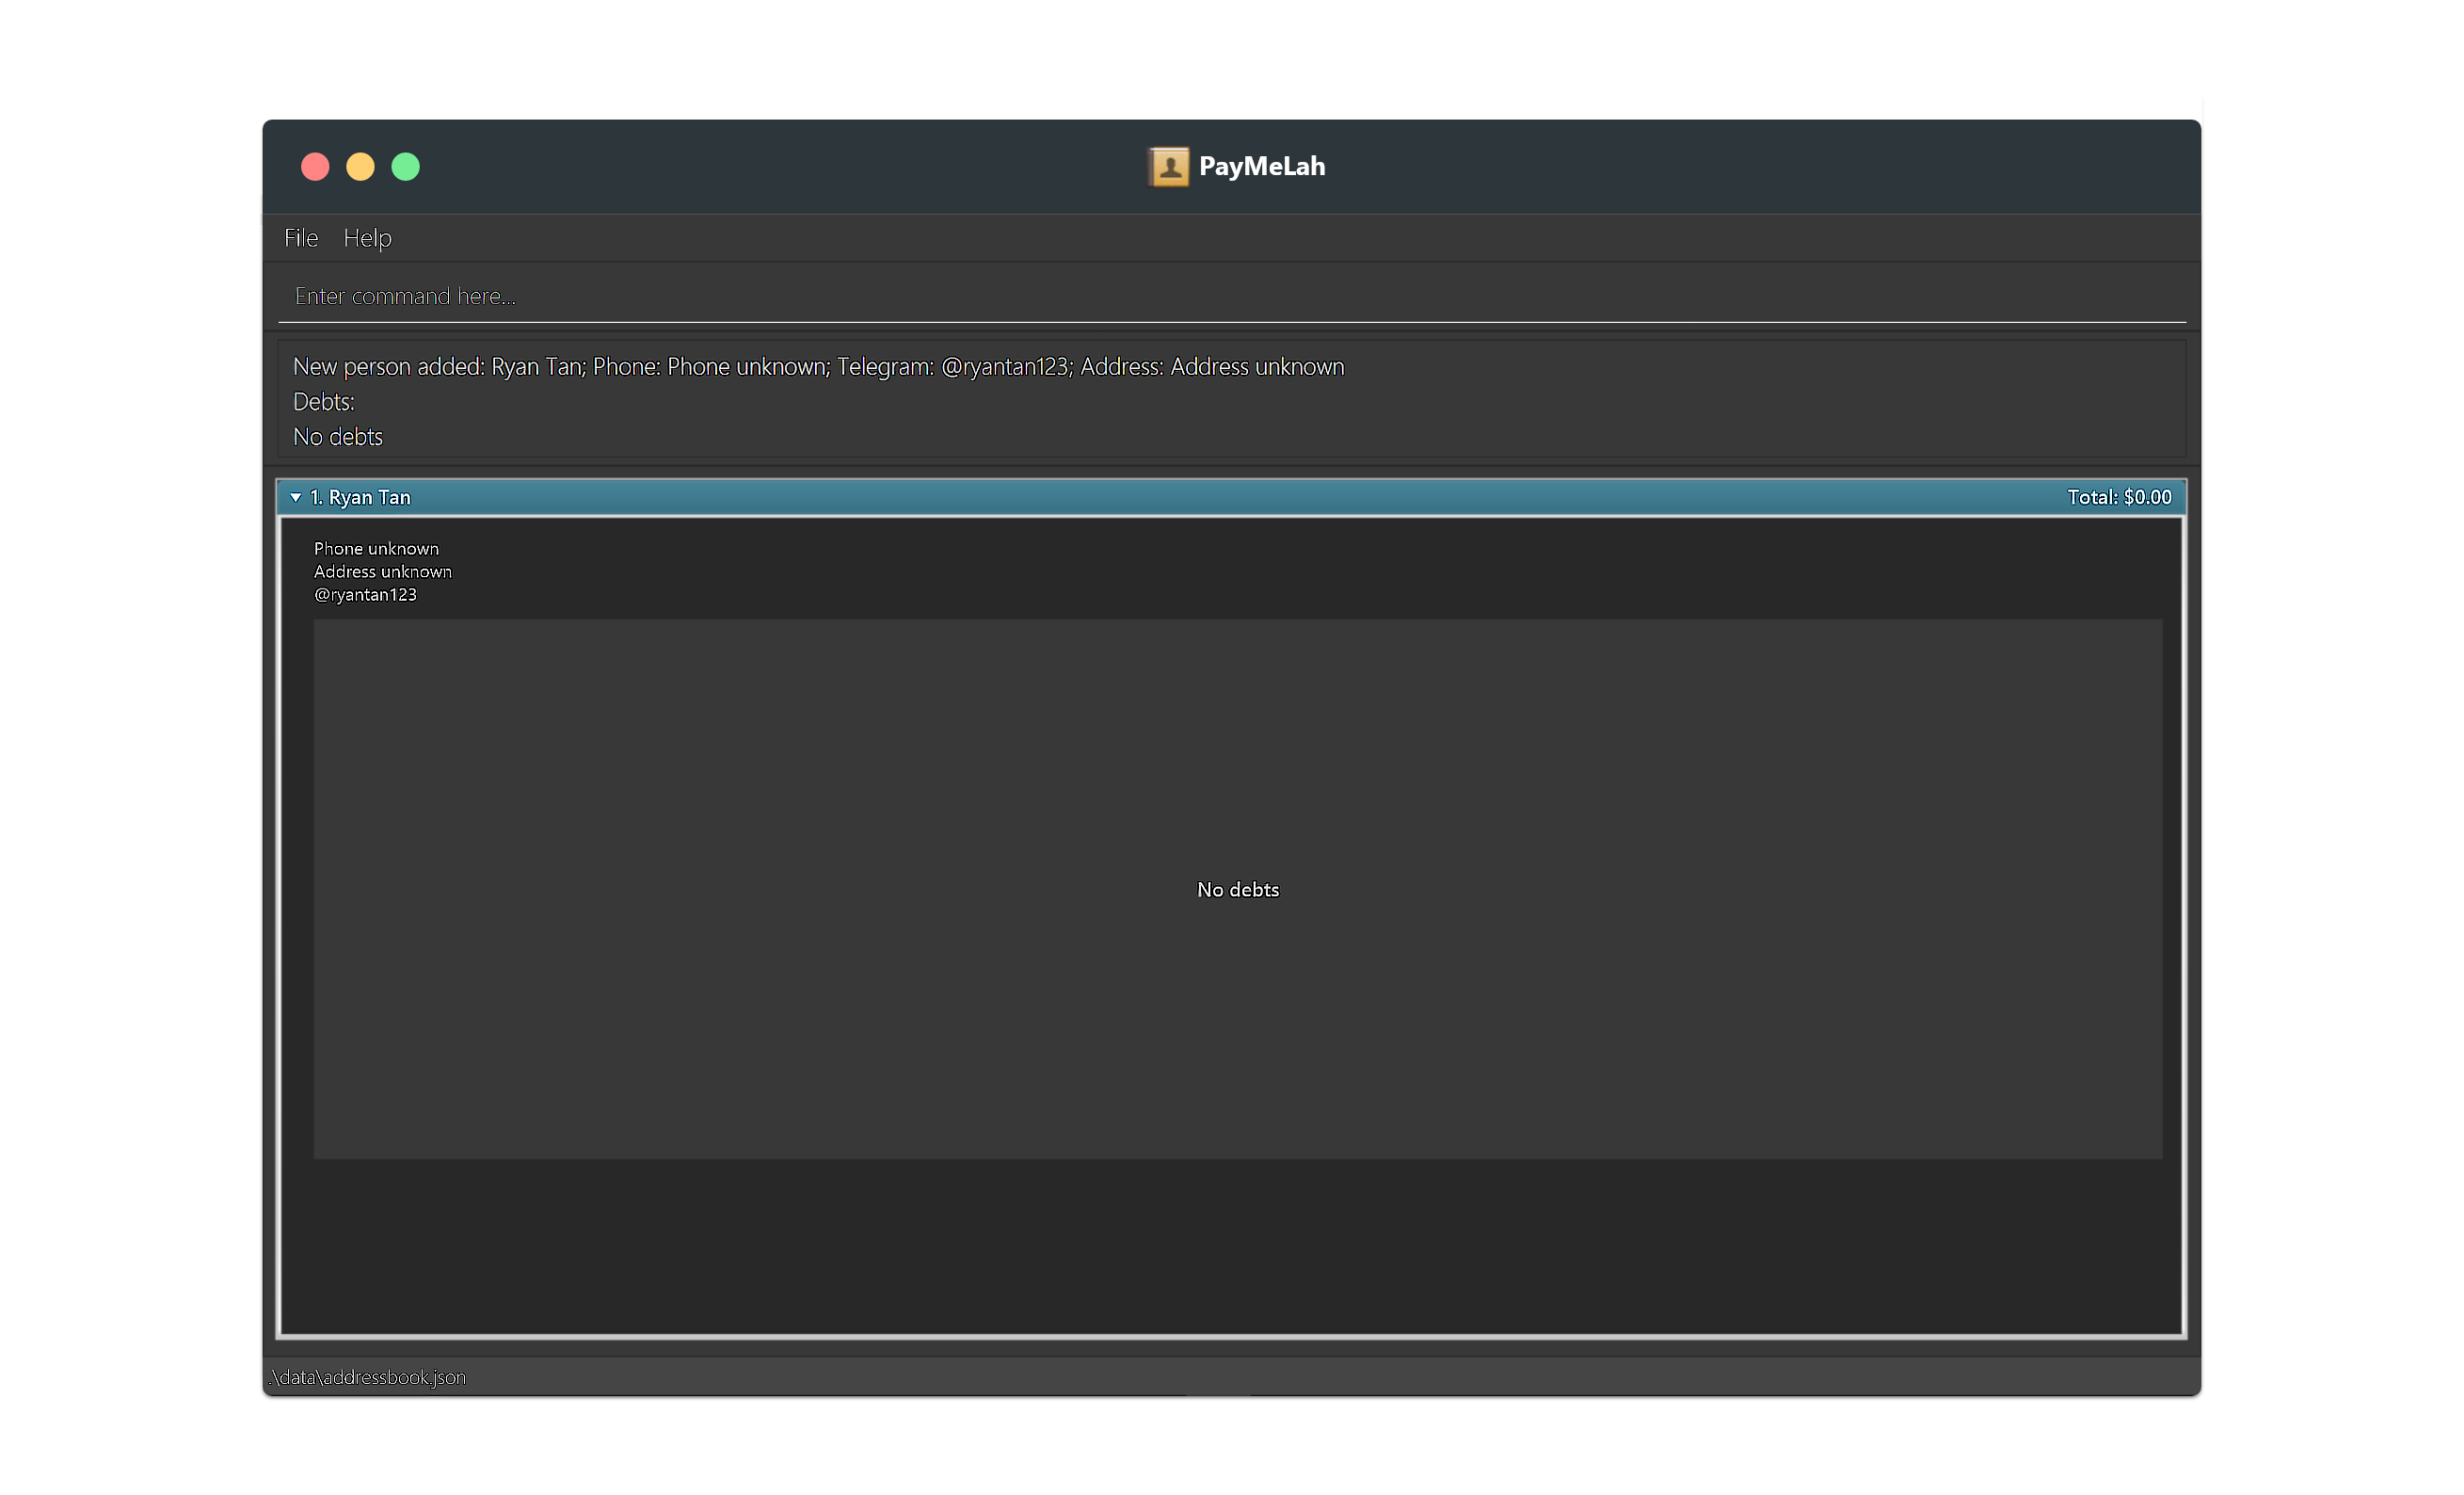 PayMeLah
File Help
Enter command here...
New person added: Ryan Tan; Phone: Phone unknown; Telegram: @ryantan123; Address: Address unknown
Debts:
No debts
1. Ryan Tan Total: $0.00
Phone unknown
Address unknown
@ryantan123
No debts
.\data\addressbook.json